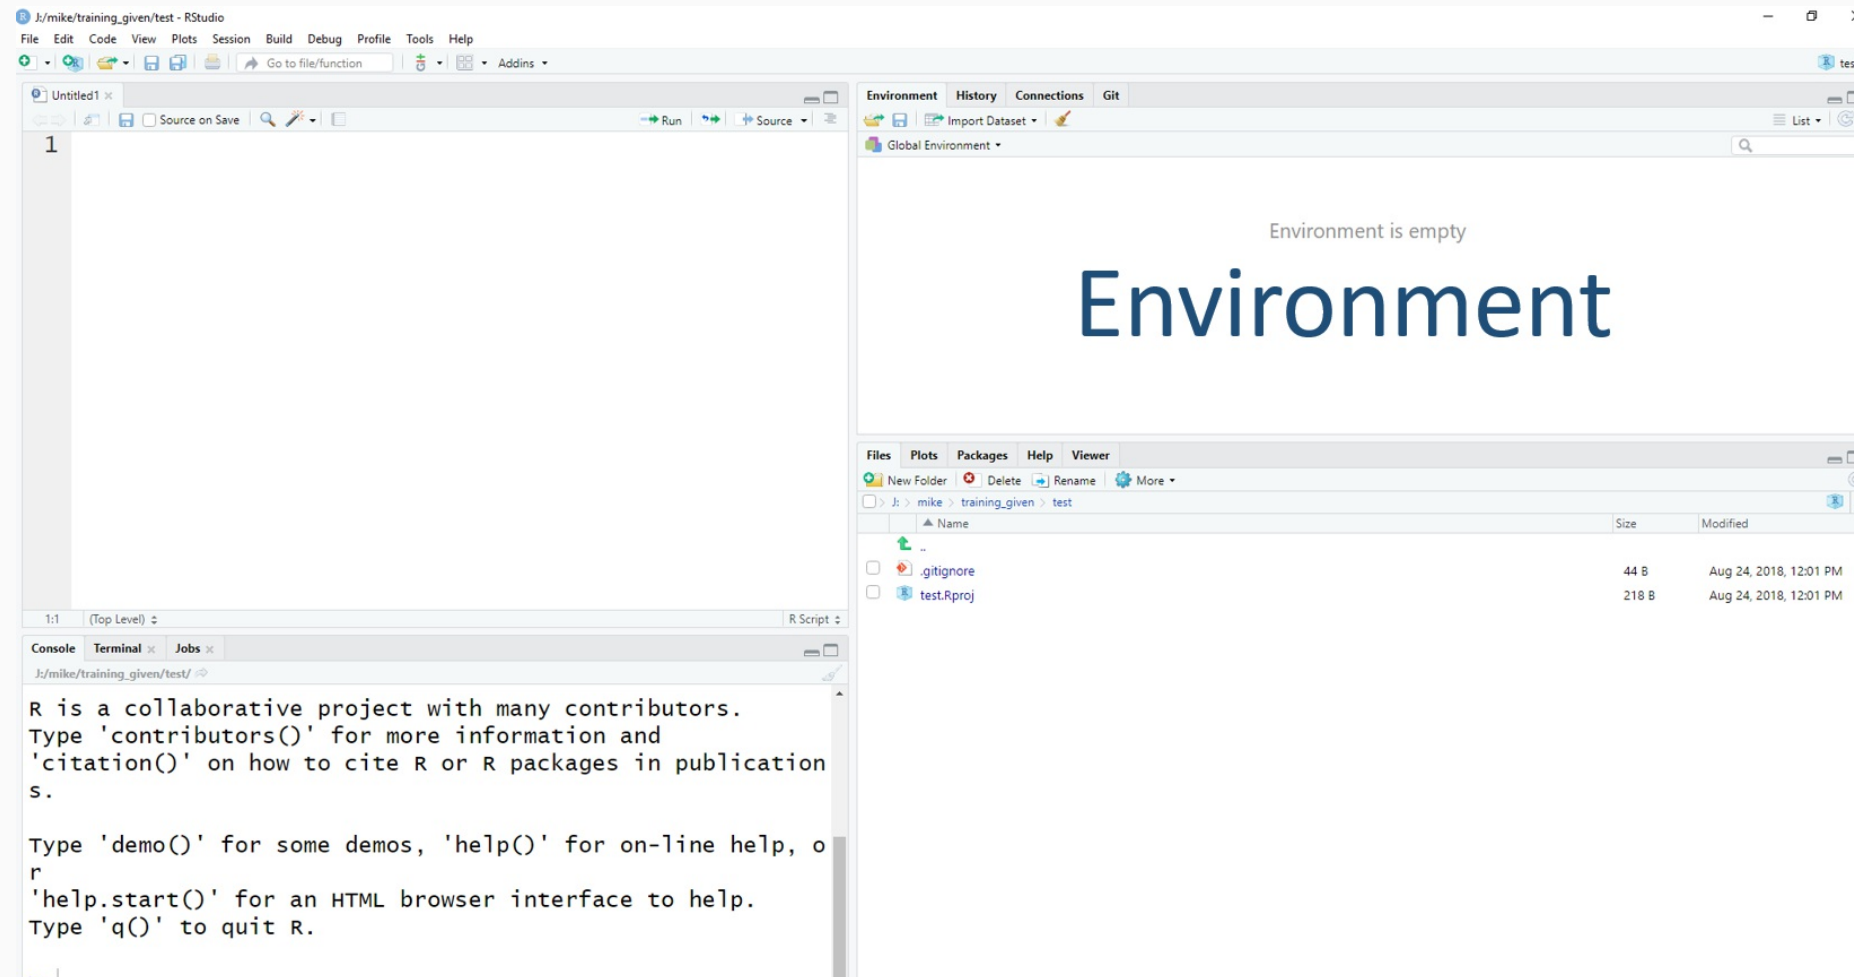 J:/mike/training_given/test - RStudio
File Edit Code View Plots Session Build Debug Profile Tools Help
Go to file/function Addins
Untitled1
Source on Save Run Source
1
1:1 (Top Level) R Script
Console Terminal Jobs
J:/mike/training_given/test/
R is a collaborative project with many contributors.
Type 'contributors()' for more information and
'citation()' on how to cite R or R packages in publication
s.
Type 'demo()' for some demos, 'help()' for on-line help, o
r
'help.start()' for an HTML browser interface to help.
Type 'q()' to quit R.
Environment History Connections Git
Import Dataset List
Global Environment
Environment is empty
Environment
Files Plots Packages Help Viewer
New Folder Delete Rename More
J: mike training_given test
Name Size Modified
..
.gitignore 44 B Aug 24, 2018, 12:01 PM
test.Rproj 218 B Aug 24, 2018, 12:01 PM